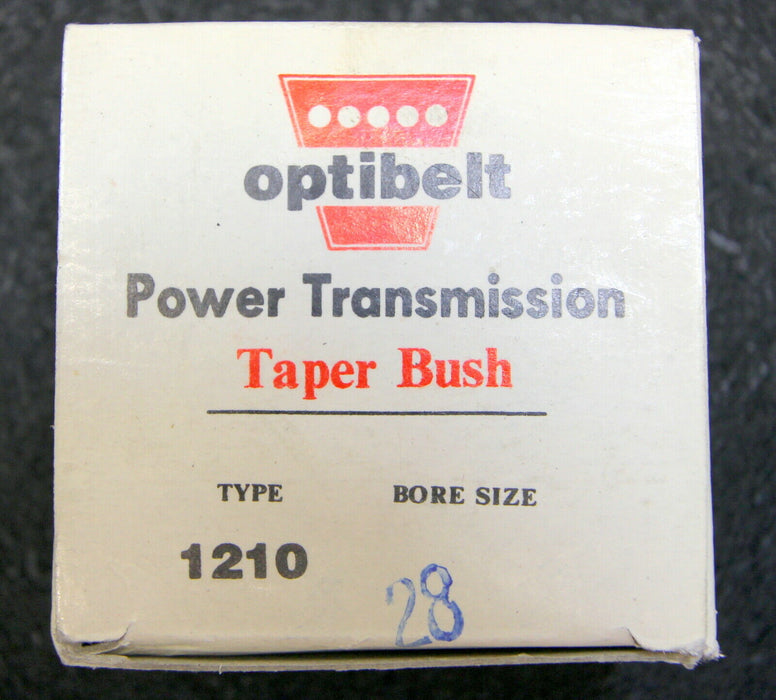 optibelt
Power Transmission
Taper Bush
TYPE BORE SIZE
1210 28